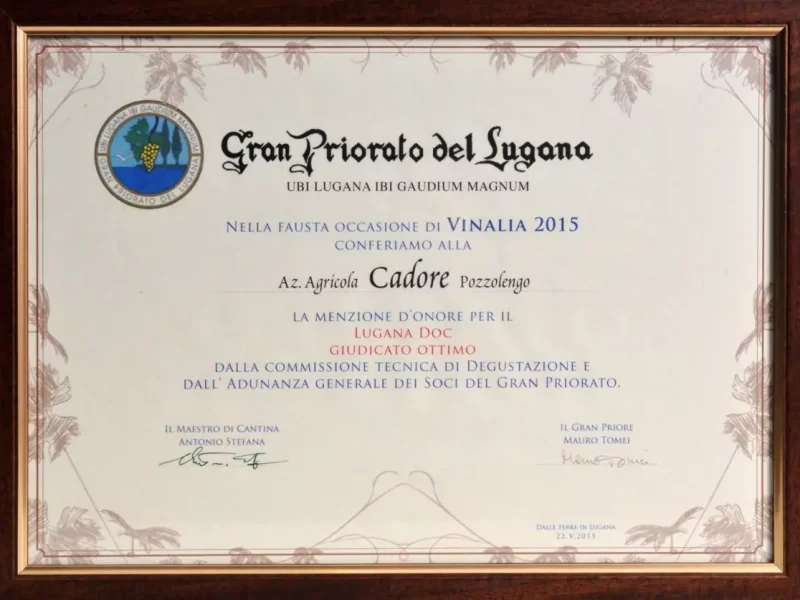 UBI LUGANA IBI GAUDIUM MAGNUM
GRAN PRIORATO DEL LUGANA
Gran Priorato del Lugana
UBI LUGANA IBI GAUDIUM MAGNUM
NELLA FAUSTA OCCASIONE DI VINALIA 2015
CONFERIAMO ALLA
Az. Agricola Cadore Pozzolengo
LA MENZIONE D'ONORE PER IL
LUGANA DOC
GIUDICATO OTTIMO
DALLA COMMISSIONE TECNICA DI DEGUSTAZIONE E
DALL' ADUNANZA GENERALE DEI SOCI DEL GRAN PRIORATO.
IL MAESTRO DI CANTINA
ANTONIO STEFANA
IL GRAN PRIORE
MAURO TOMEI
Mauro Tomei
DALLE TERRE DI LUGANA
22.V.2015